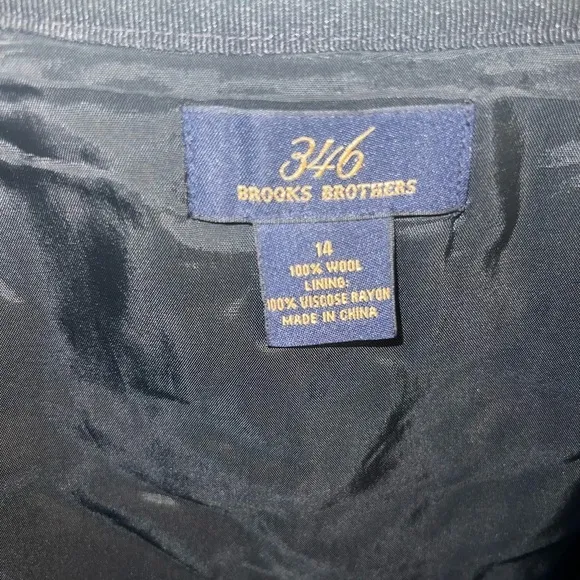 346
BROOKS BROTHERS
14
100% WOOL
LINING:
100% VISCOSE RAYON
MADE IN CHINA